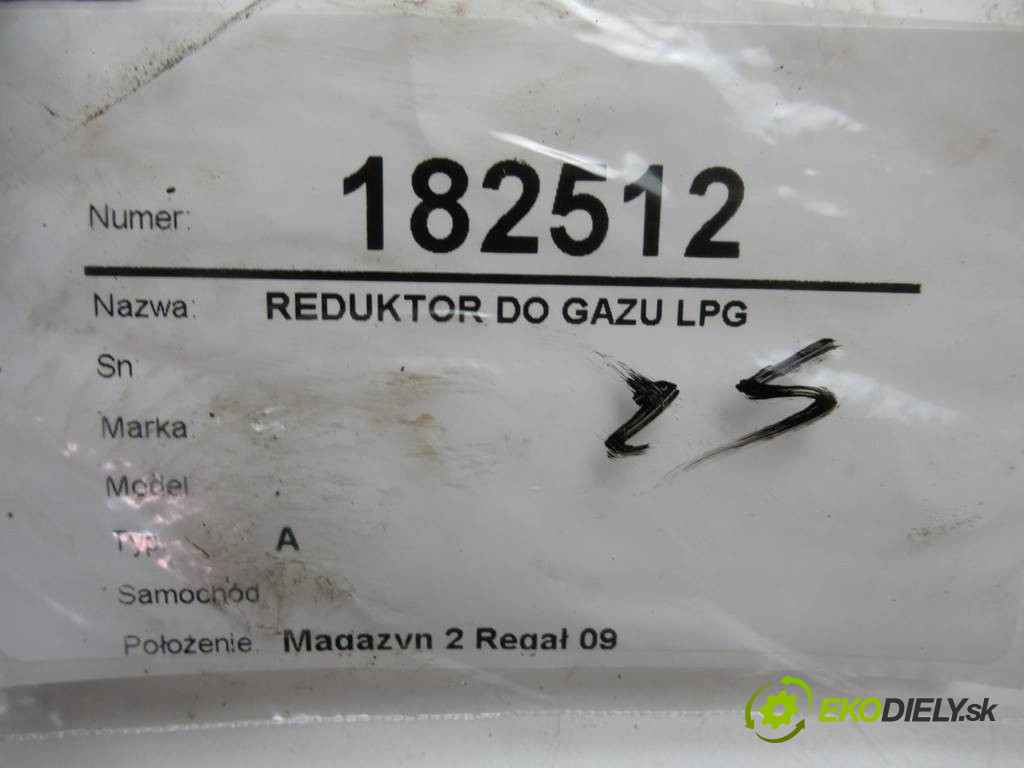 Numer: 182512
Nazwa: REDUKTOR DO GAZU LPG
Sn
25
Marka:
Model
Typ A
Samochód
Położenie. Magazyn 2 Regał 09
EKODIELY.sk